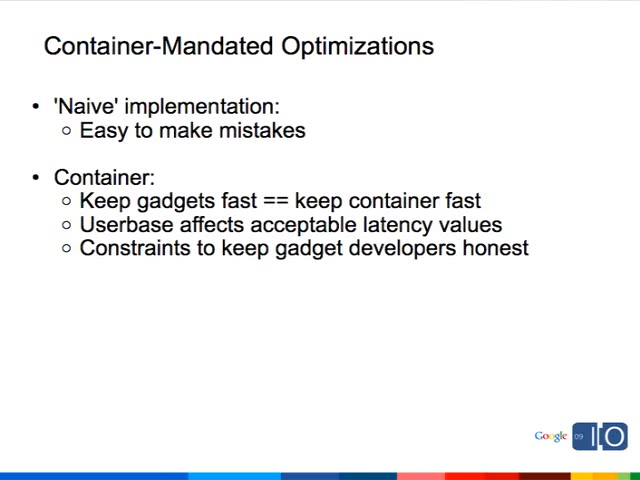 Container-Mandated Optimizations
• 'Naive' implementation:
○ Easy to make mistakes
• Container:
○ Keep gadgets fast == keep container fast
○ Userbase affects acceptable latency values
○ Constraints to keep gadget developers honest
Google 09 I|O